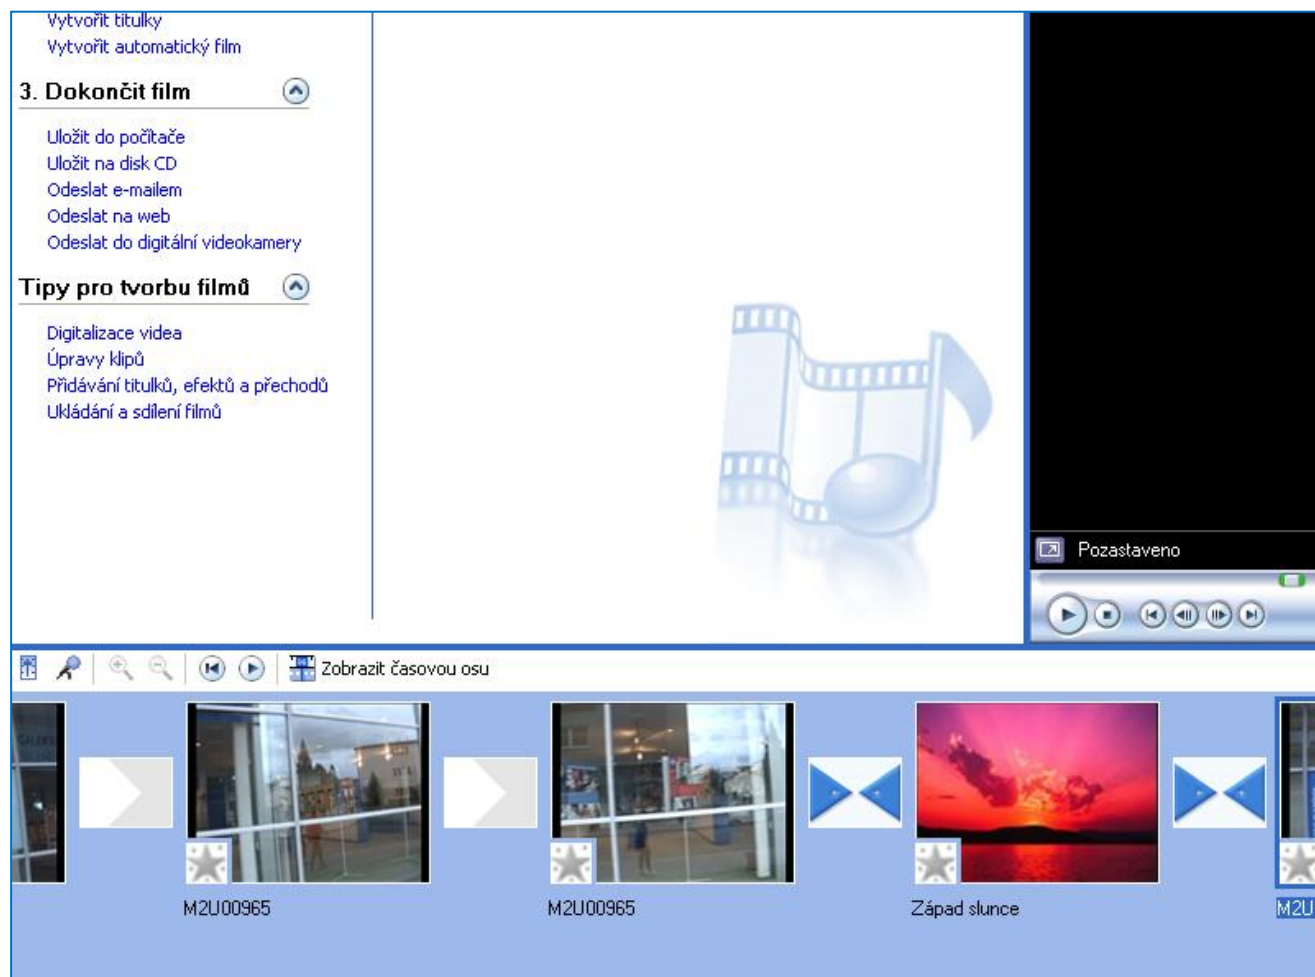 Vytvořit titulky
Vytvořit automatický film
3. Dokončit film
Uložit do počítače
Uložit na disk CD
Odeslat e-mailem
Odeslat na web
Odeslat do digitální videokamery
Tipy pro tvorbu filmů
Digitalizace videa
Úpravy klipů
Přidávání titulků, efektů a přechodů
Ukládání a sdílení filmů
Pozastaveno
Zobrazit časovou osu
M2U00965
M2U00965
Západ slunce
M2U